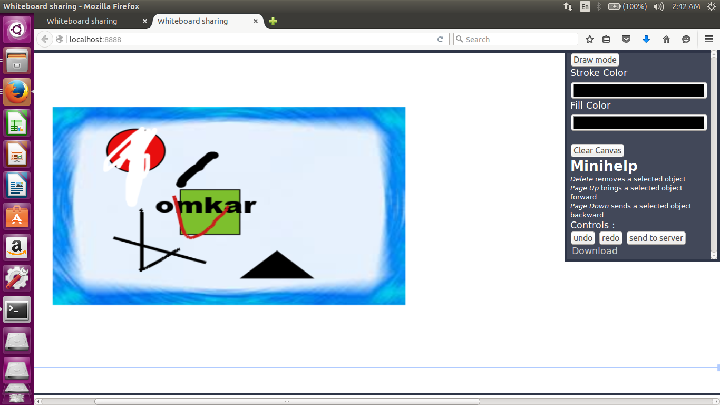 Whiteboard sharing - Mozilla Firefox
En
(100%)
2:42 AM
Whiteboard sharing
Whiteboard sharing
localhost:8888
Search
Draw mode
Stroke Color
Fill Color
Clear Canvas
Minihelp
Delete removes a selected object
Page Up brings a selected object
forward
Page Down sends a selected object
backward
Controls :
undo redo send to server
Download
omkar